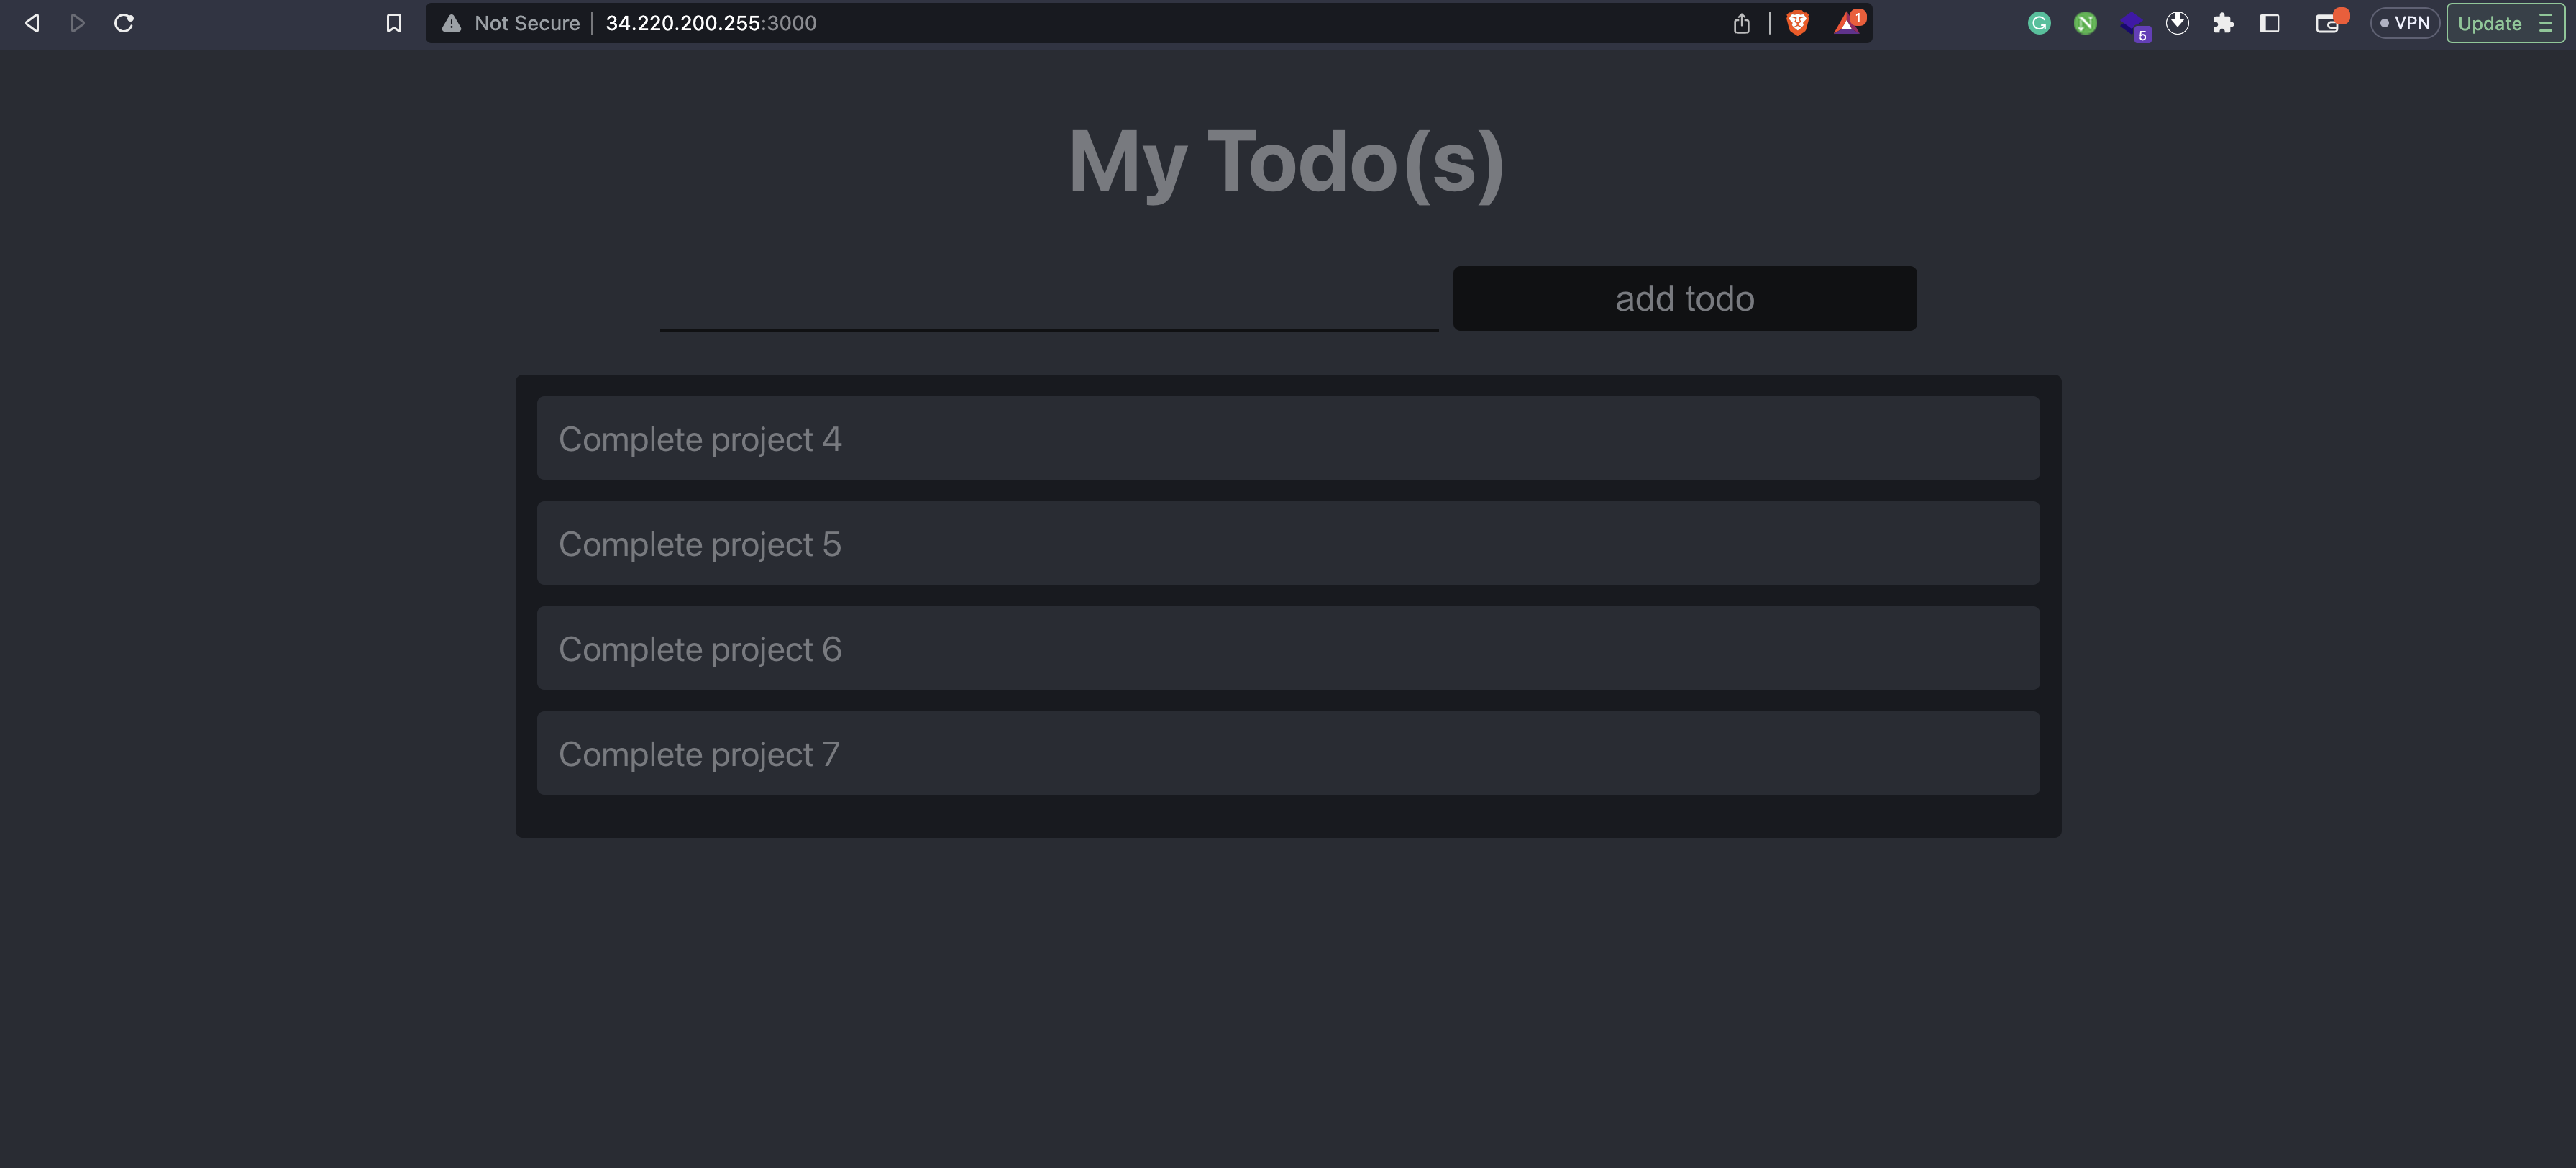 Not Secure 34.220.200.255:3000 1 5 VPN Update
My Todo(s)
add todo
Complete project 4
Complete project 5
Complete project 6
Complete project 7